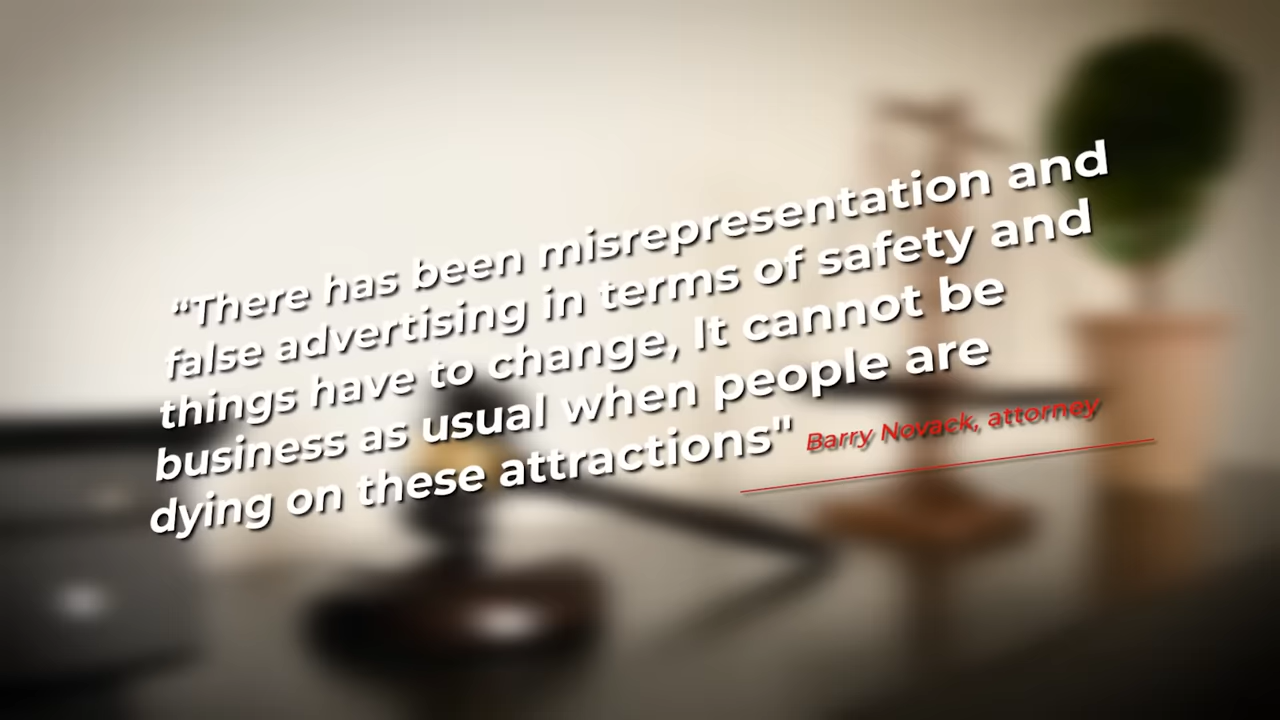 “There has been misrepresentation and
false advertising in terms of safety and
things have to change, It cannot be
business as usual when people are
dying on these attractions" Barry Novack, attorney